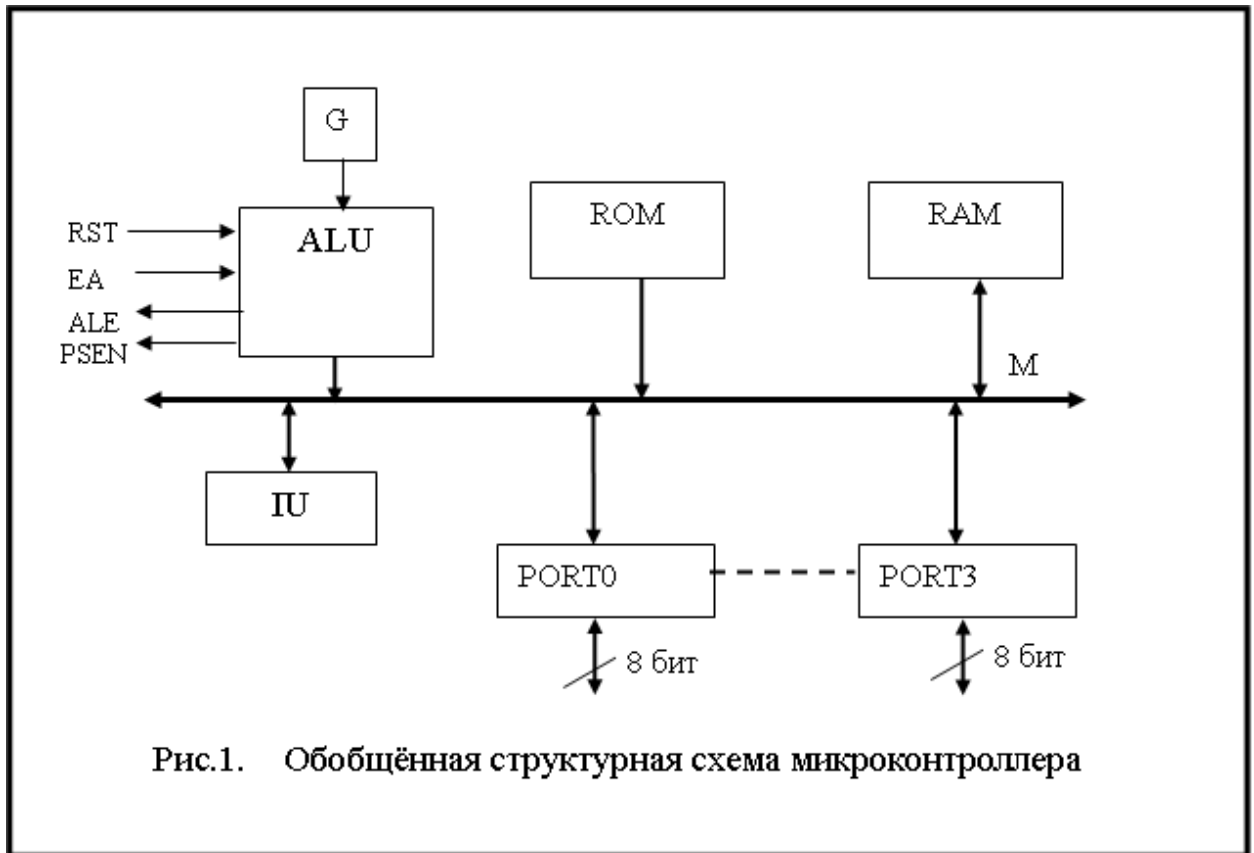 G
ROM
RAM
RST
ALU
EA
ALE
PSEN
M
IU
PORT0
PORT3
8 бит
8 бит
Рис.1. Обобщённая структурная схема микроконтроллера